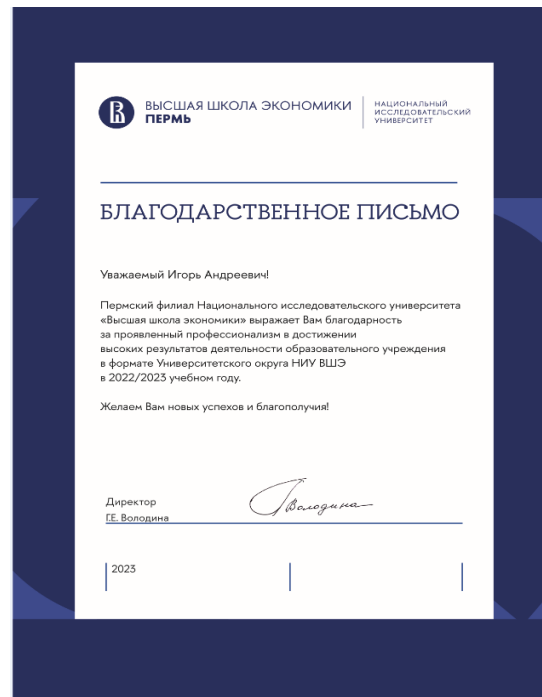 ВЫСШАЯ ШКОЛА ЭКОНОМИКИ
ПЕРМЬ
НАЦИОНАЛЬНЫЙ
ИССЛЕДОВАТЕЛЬСКИЙ
УНИВЕРСИТЕТ
БЛАГОДАРСТВЕННОЕ ПИСЬМО
Уважаемый Игорь Андреевич!
Пермский филиал Национального исследовательского университета
«Высшая школа экономики» выражает Вам благодарность
за проявленный профессионализм в достижении
высоких результатов деятельности образовательного учреждения
в формате Университетского округа НИУ ВШЭ
в 2022/2023 учебном году.
Желаем Вам новых успехов и благополучия!
Директор
Г.Е. Володина
ГВолодина
2023